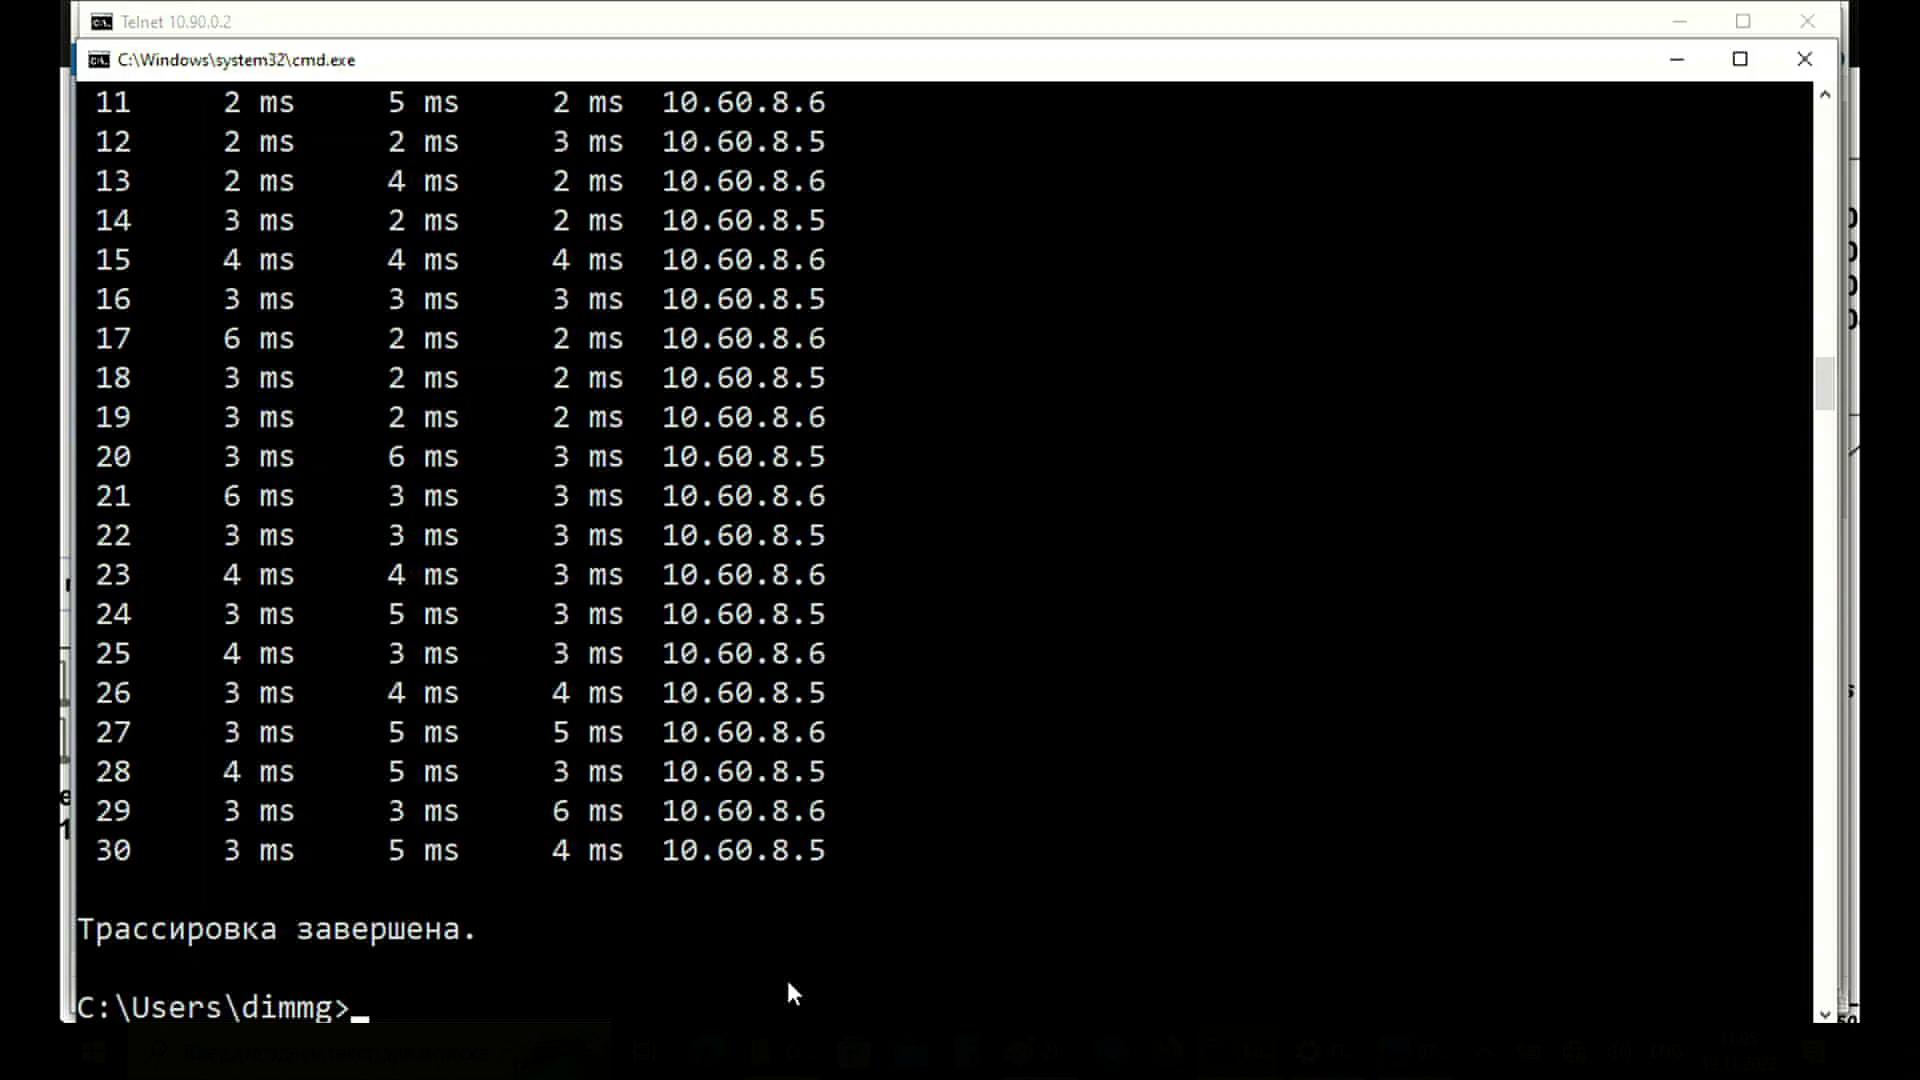 Telnet 10.90.0.2
C:\Windows\system32\cmd.exe
11 2 ms 5 ms 2 ms 10.60.8.6
12 2 ms 2 ms 3 ms 10.60.8.5
13 2 ms 4 ms 2 ms 10.60.8.6
14 3 ms 2 ms 2 ms 10.60.8.5
15 4 ms 4 ms 4 ms 10.60.8.6
16 3 ms 3 ms 3 ms 10.60.8.5
17 6 ms 2 ms 2 ms 10.60.8.6
18 3 ms 2 ms 2 ms 10.60.8.5
19 3 ms 2 ms 2 ms 10.60.8.6
20 3 ms 6 ms 3 ms 10.60.8.5
21 6 ms 3 ms 3 ms 10.60.8.6
22 3 ms 3 ms 3 ms 10.60.8.5
23 4 ms 4 ms 3 ms 10.60.8.6
24 3 ms 5 ms 3 ms 10.60.8.5
25 4 ms 3 ms 3 ms 10.60.8.6
26 3 ms 4 ms 4 ms 10.60.8.5
27 3 ms 5 ms 5 ms 10.60.8.6
28 4 ms 5 ms 3 ms 10.60.8.5
29 3 ms 3 ms 6 ms 10.60.8.6
30 3 ms 5 ms 4 ms 10.60.8.5
Трассировка завершена.
C:\Users\dimmg>